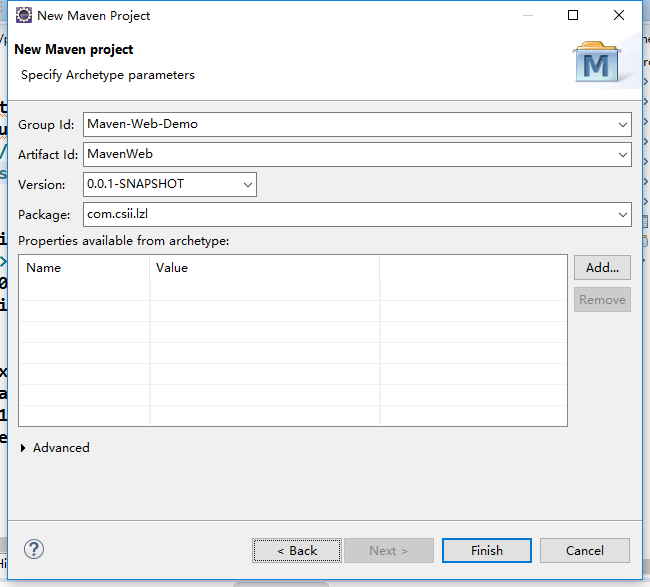 New Maven Project
New Maven project
Specify Archetype parameters
M
Group Id: Maven-Web-Demo
Artifact Id: MavenWeb
Version: 0.0.1-SNAPSHOT
Package: com.csii.lzl
Properties available from archetype:
Name Value
Add...
Remove
Advanced
? < Back Next > Finish Cancel